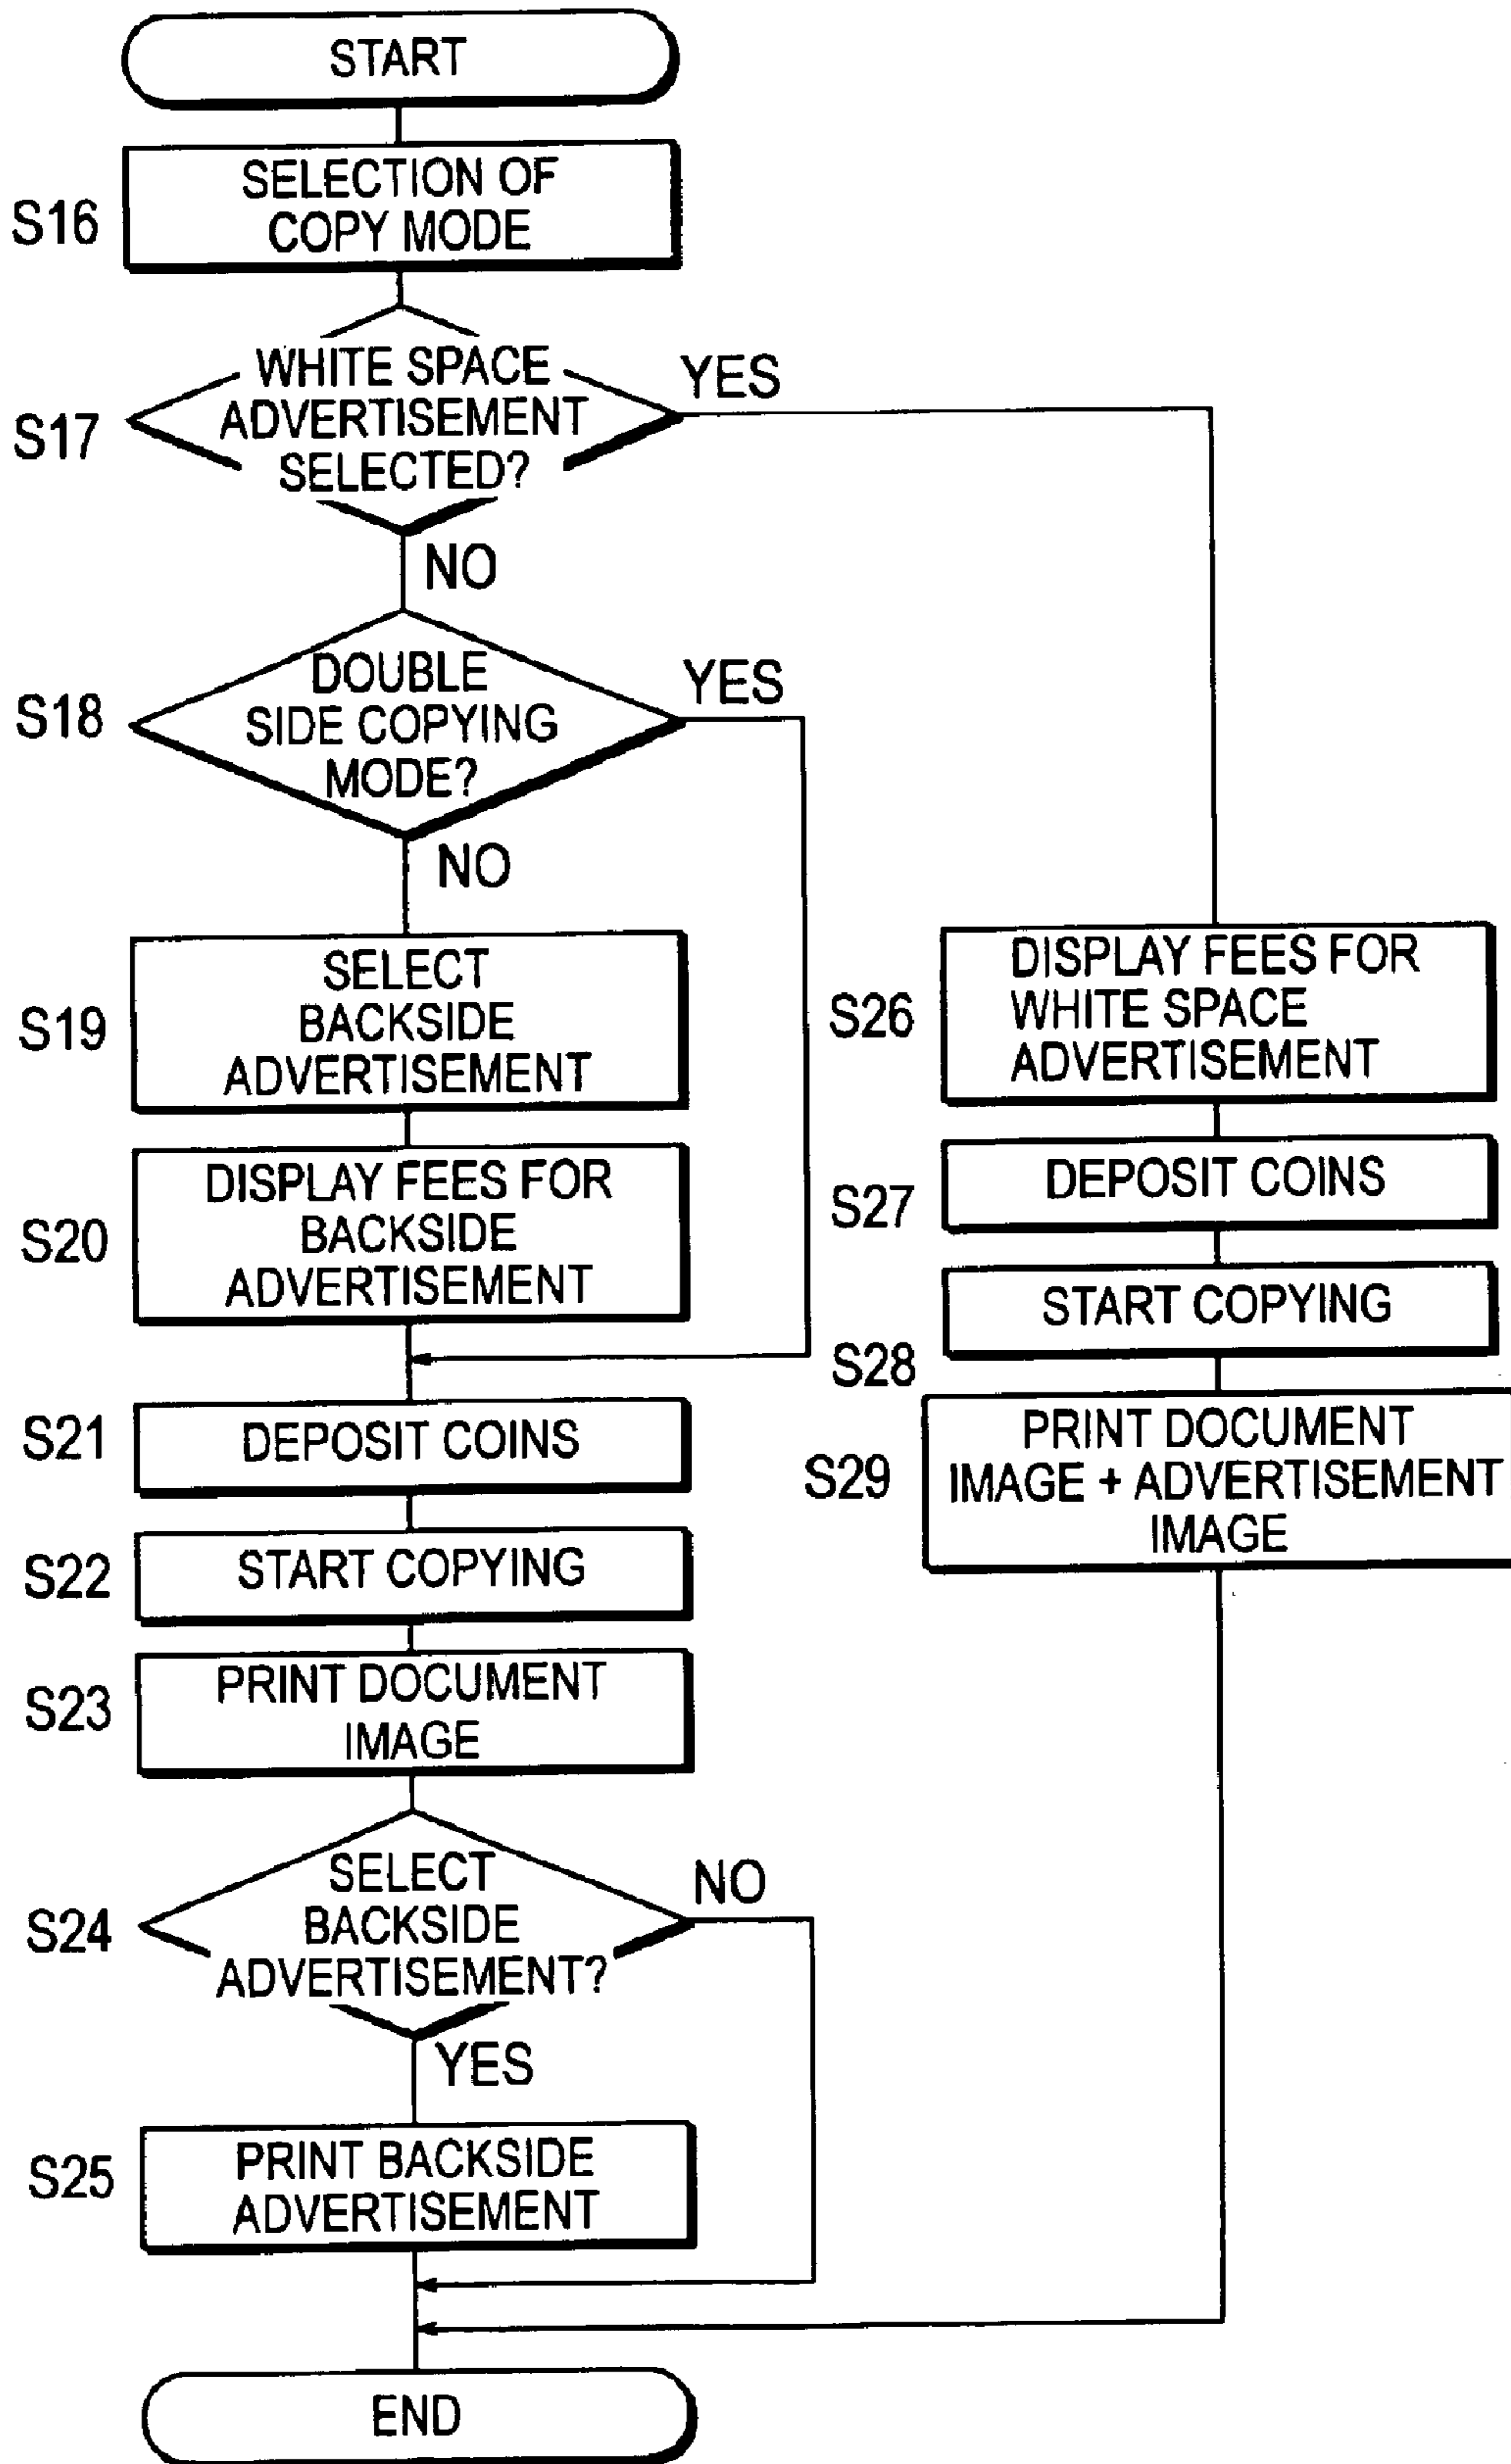 START
S16
SELECTION OF
COPY MODE
S17
WHITE SPACE
ADVERTISEMENT
SELECTED?
YES
NO
S18
DOUBLE
SIDE COPYING
MODE?
YES
NO
S19
SELECT
BACKSIDE
ADVERTISEMENT
S20
DISPLAY FEES FOR
BACKSIDE
ADVERTISEMENT
S21
DEPOSIT COINS
S22
START COPYING
S23
PRINT DOCUMENT
IMAGE
S24
SELECT
BACKSIDE
ADVERTISEMENT?
NO
YES
S25
PRINT BACKSIDE
ADVERTISEMENT
S26
DISPLAY FEES FOR
WHITE SPACE
ADVERTISEMENT
S27
DEPOSIT COINS
S28
START COPYING
S29
PRINT DOCUMENT
IMAGE + ADVERTISEMENT
IMAGE
END